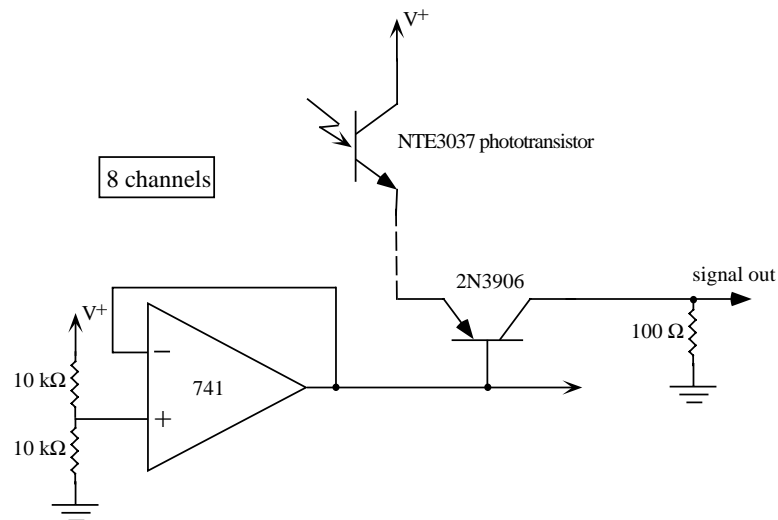 V+
NTE3037 phototransistor
8 channels
2N3906
signal out
V+
100 Ω
10 kΩ
−
741
+
10 kΩ